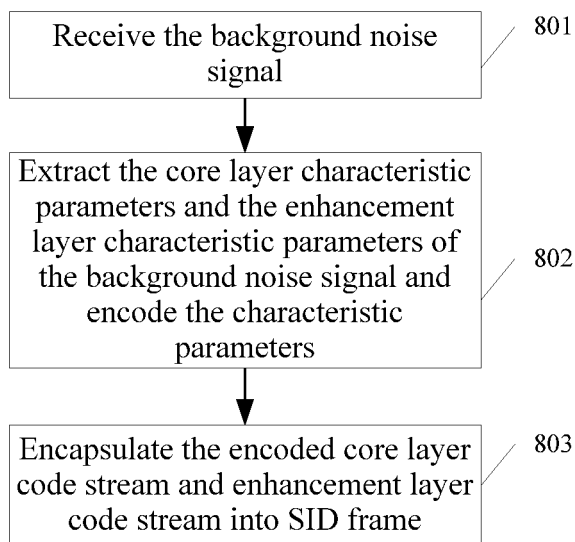 Receive the background noise
signal
801
Extract the core layer characteristic
parameters and the enhancement
layer characteristic parameters of
the background noise signal and
encode the characteristic
parameters
802
Encapsulate the encoded core layer
code stream and enhancement layer
code stream into SID frame
803